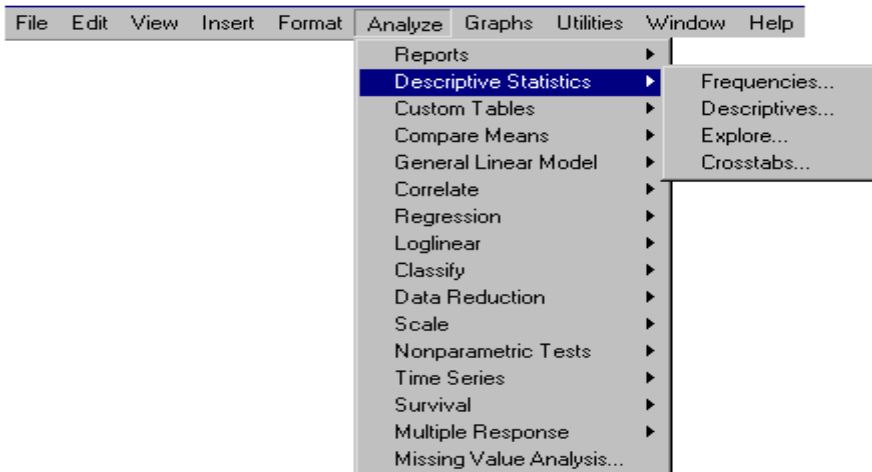 File Edit View Insert Format Analyze Graphs Utilities Window Help
Reports
Descriptive Statistics
Frequencies...
Descriptives...
Explore...
Crosstabs...
Custom Tables
Compare Means
General Linear Model
Correlate
Regression
Loglinear
Classify
Data Reduction
Scale
Nonparametric Tests
Time Series
Survival
Multiple Response
Missing Value Analysis...